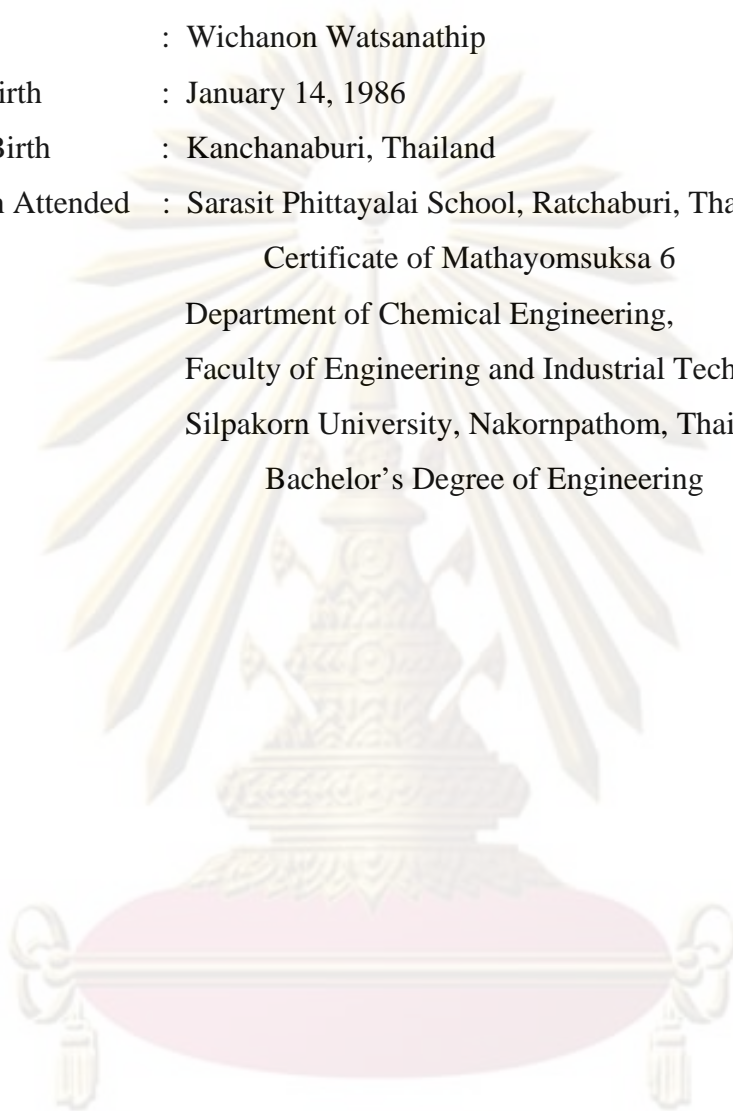 : Wichanon Watsanathip
irth : January 14, 1986
Birth : Kanchanaburi, Thailand
n Attended : Sarasit Phittayalai School, Ratchaburi, Tha
Certificate of Mathayomsuksa 6
Department of Chemical Engineering,
Faculty of Engineering and Industrial Tech
Silpakorn University, Nakornpathom, Thai
Bachelor’s Degree of Engineering